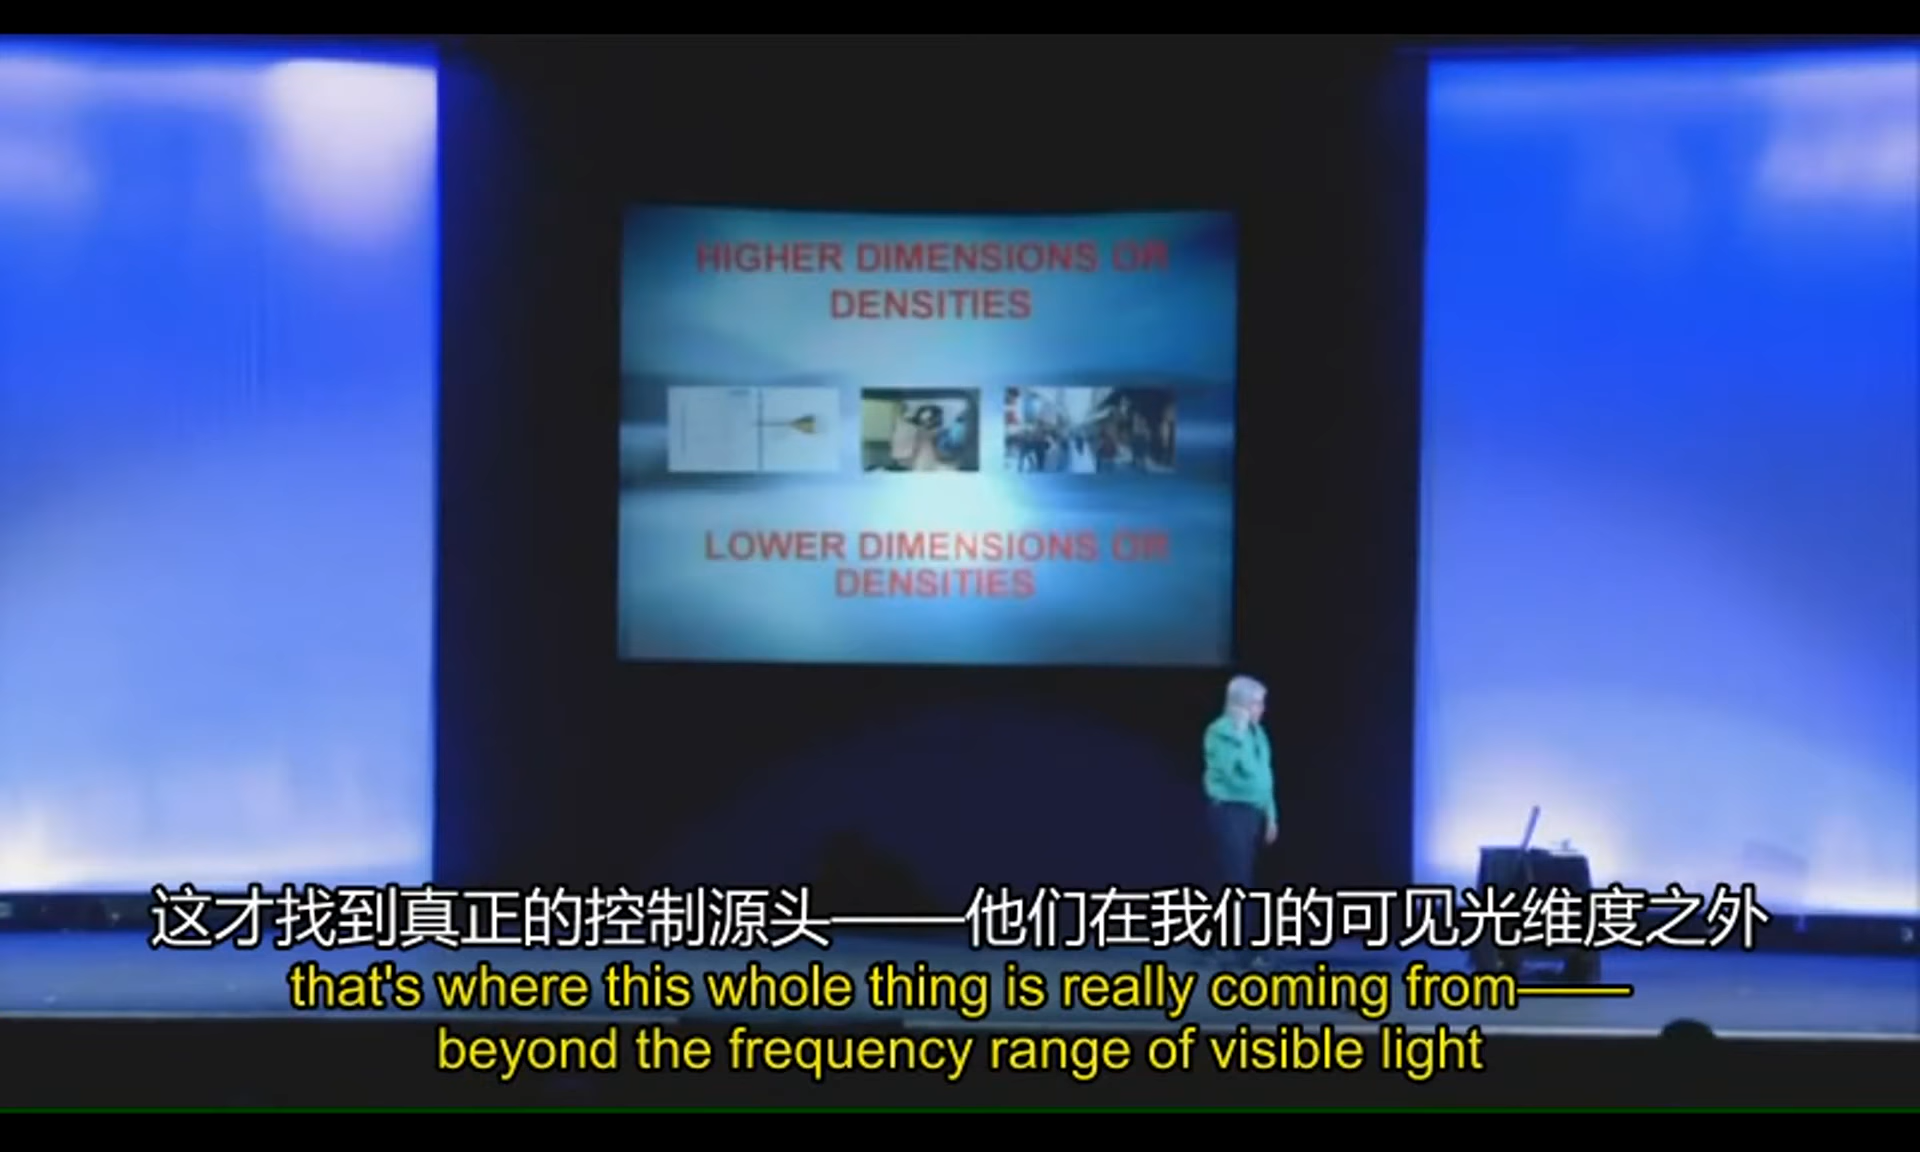 HIGHER DIMENSIONS OR
DENSITIES
LOWER DIMENSIONS OR
DENSITIES
这才找到真正的控制源头——他们在我们的可见光维度之外
that's where this whole thing is really coming from——
beyond the frequency range of visible light